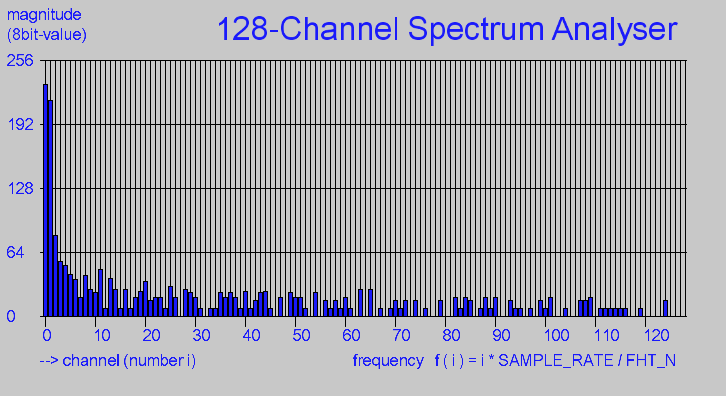 magnitude
(8bit-value)
128-Channel Spectrum Analyser
256
192
128
64
0
0 10 20 30 40 50 60 70 80 90 100 110 120
--> channel (number i)
frequency f ( i ) = i * SAMPLE_RATE / FHT_N